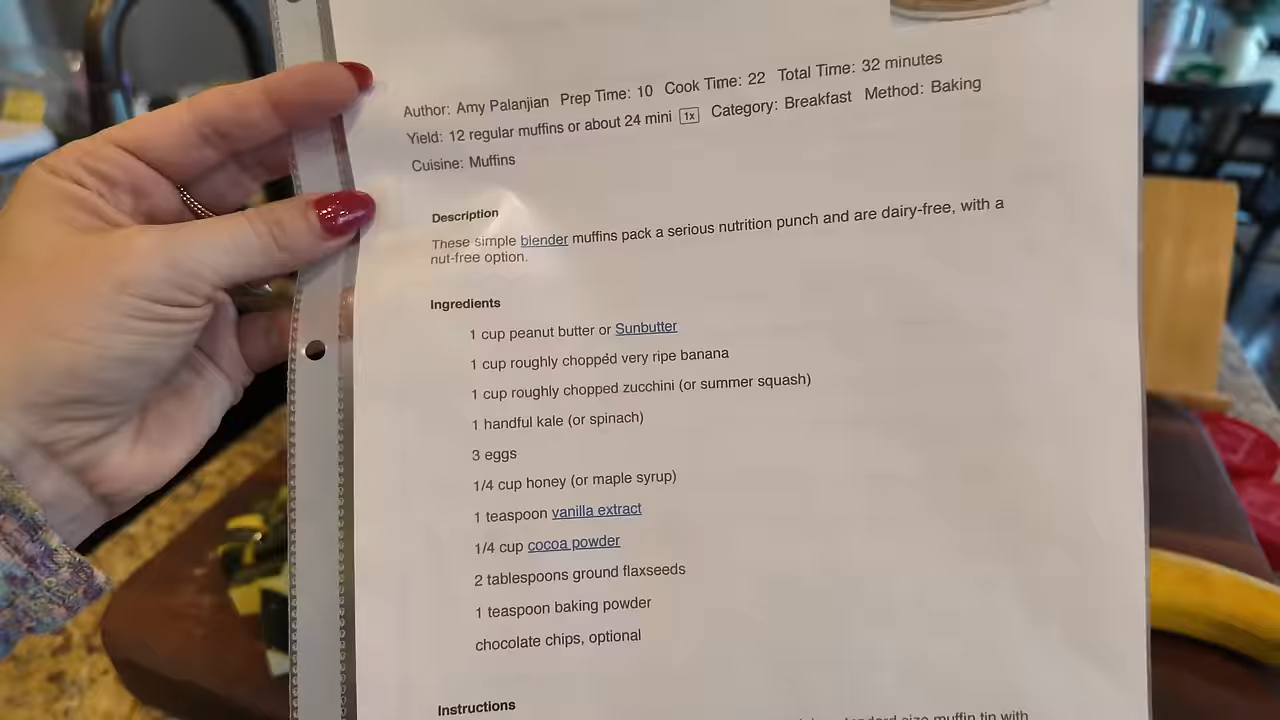 Author: Amy Palanjian Prep Time: 10 Cook Time: 22 Total Time: 32 minutes
Yield: 12 regular muffins or about 24 mini 1x Category: Breakfast Method: Baking
Cuisine: Muffins
Description
These simple blender muffins pack a serious nutrition punch and are dairy-free, with a
nut-free option.
Ingredients
1 cup peanut butter or Sunbutter
1 cup roughly chopped very ripe banana
1 cup roughly chopped zucchini (or summer squash)
1 handful kale (or spinach)
3 eggs
1/4 cup honey (or maple syrup)
1 teaspoon vanilla extract
1/4 cup cocoa powder
2 tablespoons ground flaxseeds
1 teaspoon baking powder
chocolate chips, optional
Instructions
size muffin tin with